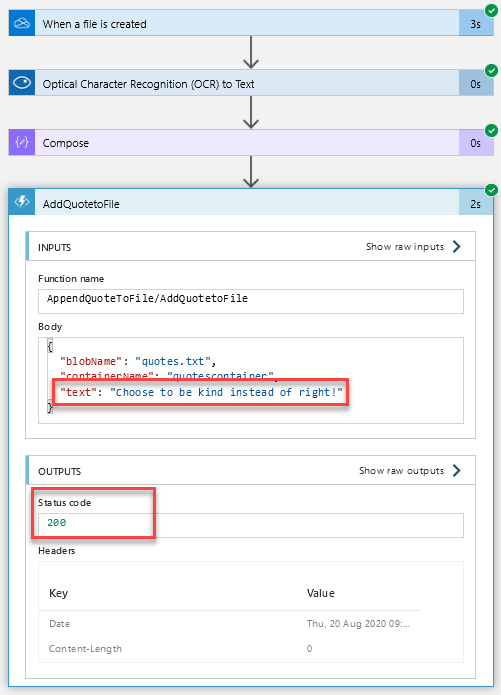 When a file is created 3s
Optical Character Recognition (OCR) to Text 0s
Compose 0s
AddQuotetoFile 2s
INPUTS Show raw inputs
Function name
AppendQuoteToFile/AddQuotetoFile
Body
{
"blobName": "quotes.txt",
"containerName": "quotescontainer",
"text": "Choose to be kind instead of right!"
}
OUTPUTS Show raw outputs
Status code
200
Headers
Key Value
Date Thu, 20 Aug 2020 09:...
Content-Length 0